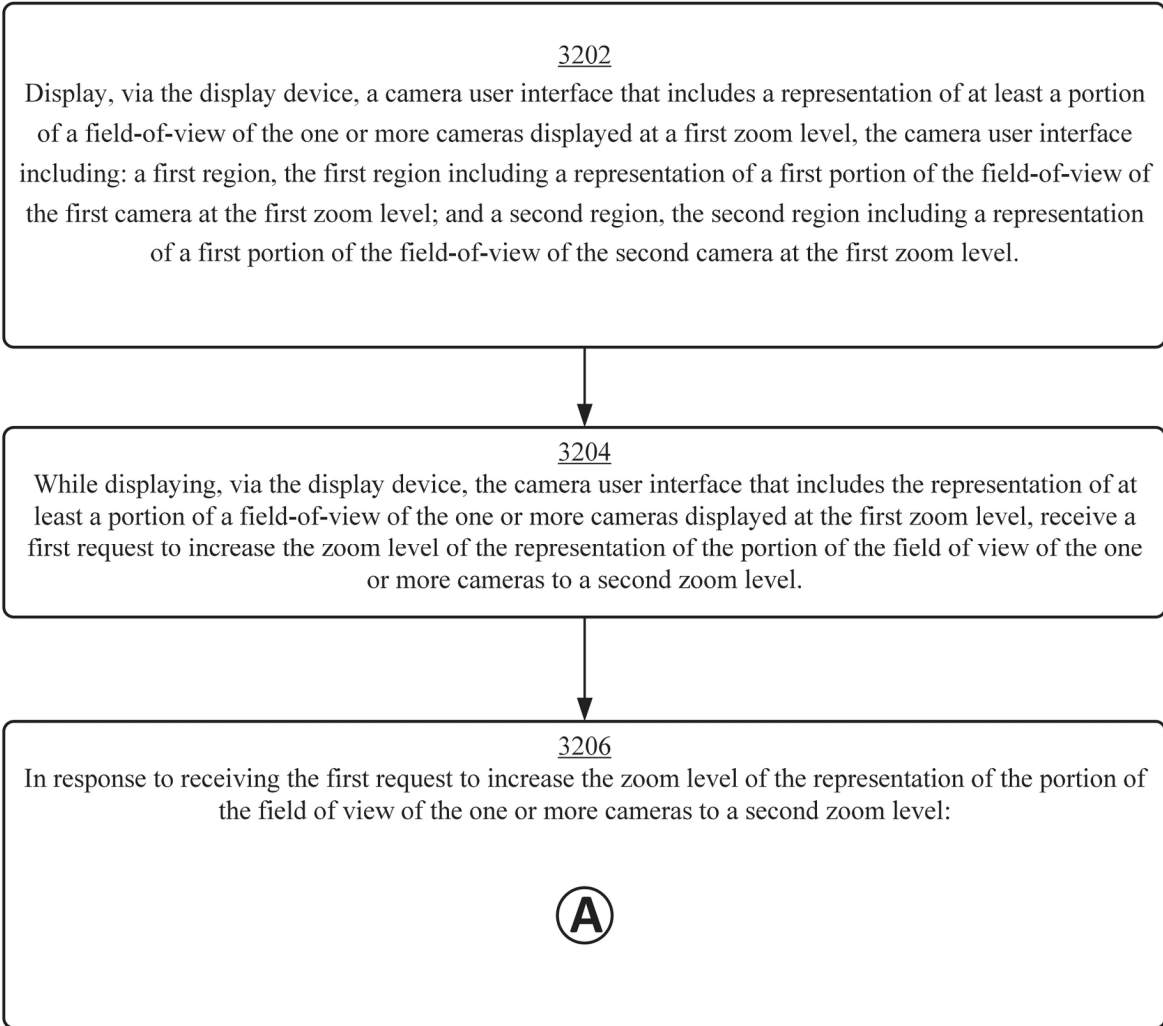 3202
Display, via the display device, a camera user interface that includes a representation of at least a portion
of a field-of-view of the one or more cameras displayed at a first zoom level, the camera user interface
including: a first region, the first region including a representation of a first portion of the field-of-view of
the first camera at the first zoom level; and a second region, the second region including a representation
of a first portion of the field-of-view of the second camera at the first zoom level.
3204
While displaying, via the display device, the camera user interface that includes the representation of at
least a portion of a field-of-view of the one or more cameras displayed at the first zoom level, receive a
first request to increase the zoom level of the representation of the portion of the field of view of the one
or more cameras to a second zoom level.
3206
In response to receiving the first request to increase the zoom level of the representation of the portion of
the field of view of the one or more cameras to a second zoom level:
A